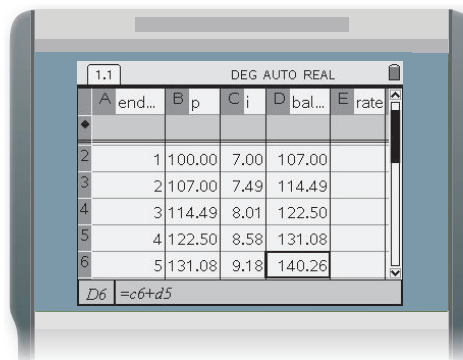 1.1 DEG AUTO REAL
A end... B p C i D bal... E rate
◆
2 1 100.00 7.00 107.00
3 2 107.00 7.49 114.49
4 3 114.49 8.01 122.50
5 4 122.50 8.58 131.08
6 5 131.08 9.18 140.26
D6 =c6+d5